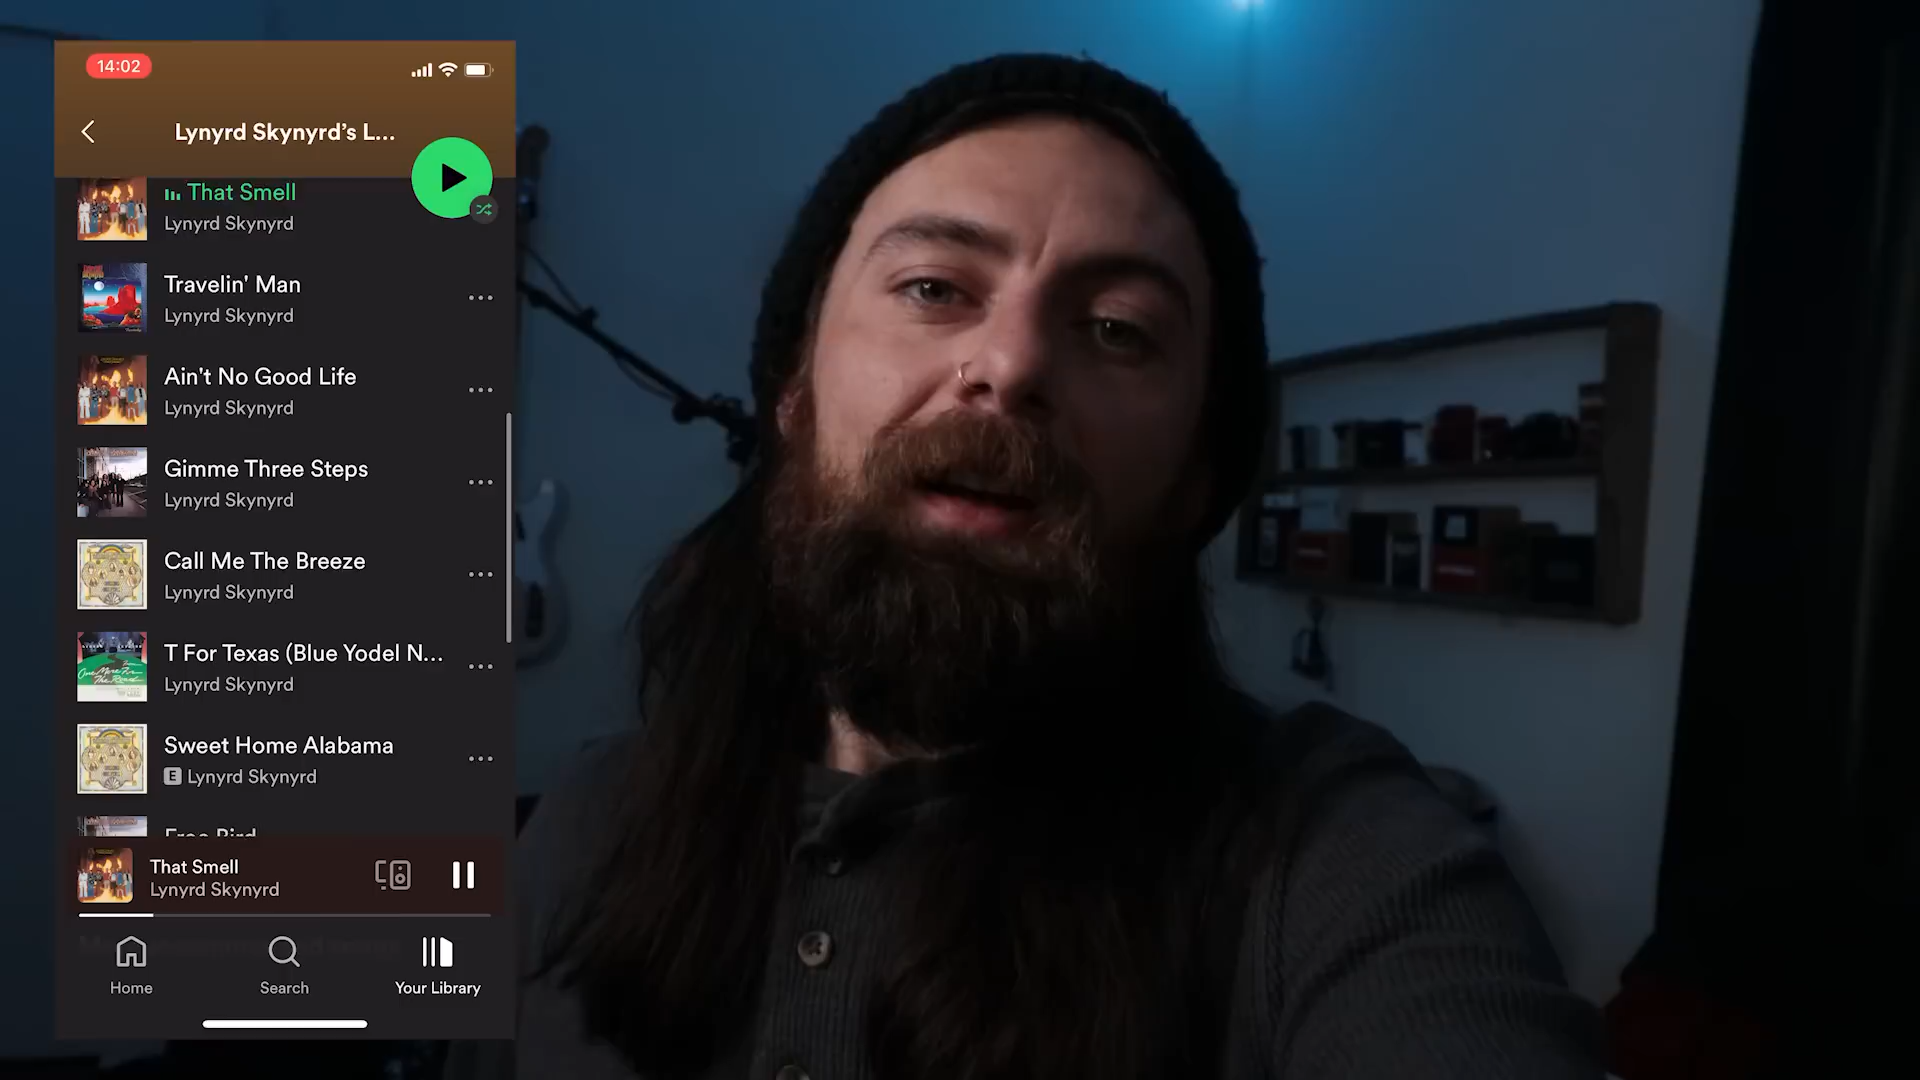 14:02
Lynyrd Skynyrd’s L...
That Smell
Lynyrd Skynyrd
Travelin' Man
Lynyrd Skynyrd
Ain't No Good Life
Lynyrd Skynyrd
Gimme Three Steps
Lynyrd Skynyrd
Call Me The Breeze
Lynyrd Skynyrd
T For Texas (Blue Yodel N...
Lynyrd Skynyrd
Sweet Home Alabama
E Lynyrd Skynyrd
Free Bird
That Smell
Lynyrd Skynyrd
Home
Search
Your Library